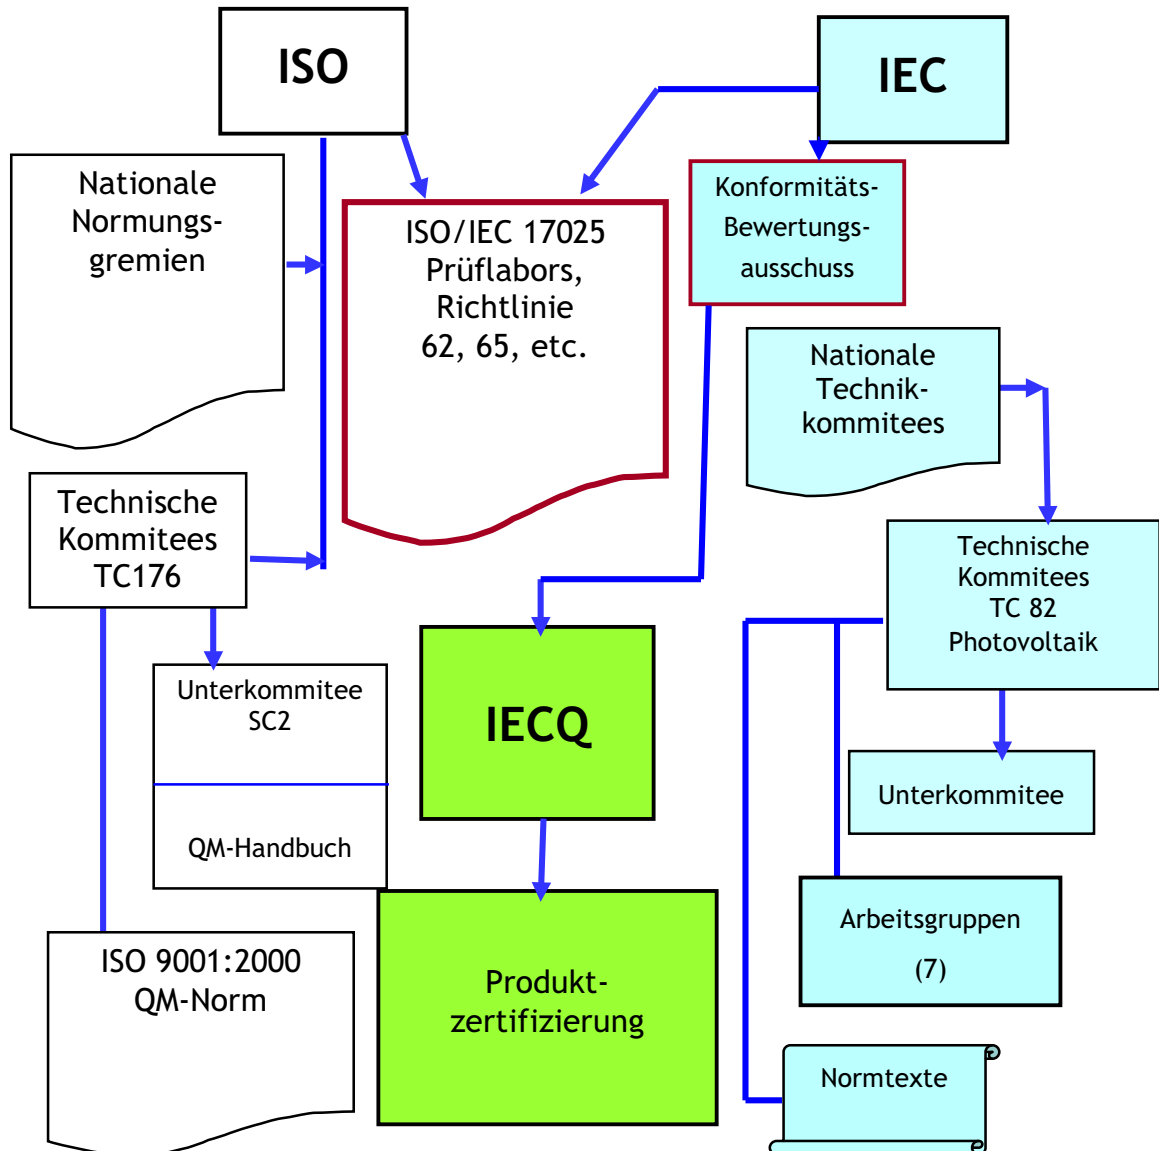 ISO
IEC
Nationale
Normungs-
gremien
ISO/IEC 17025
Prüflabors,
Richtlinie
62, 65, etc.
Konformitäts-
Bewertungs-
ausschuss
Nationale
Technik-
kommitees
Technische
Kommitees
TC176
Technische
Kommitees
TC 82
Photovoltaik
Unterkommitee
SC2
QM-Handbuch
IECQ
Unterkommitee
Arbeitsgruppen
(7)
ISO 9001:2000
QM-Norm
Produkt-
zertifizierung
Normtexte